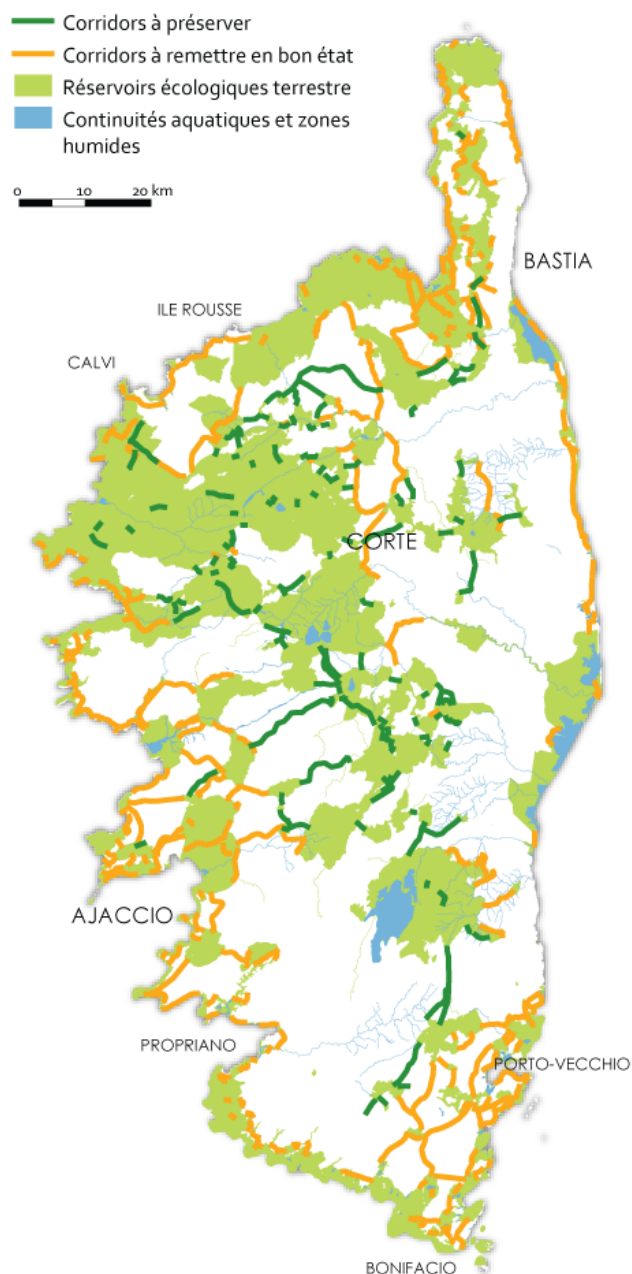 Corridors à préserver
Corridors à remettre en bon état
Réservoirs écologiques terrestre
Continuités aquatiques et zones
humides
0 10 20 km
BASTIA
ILE ROUSSE
CALVI
CORTE
AJACCIO
PROPRIANO
PORTO-VECCHIO
BONIFACIO